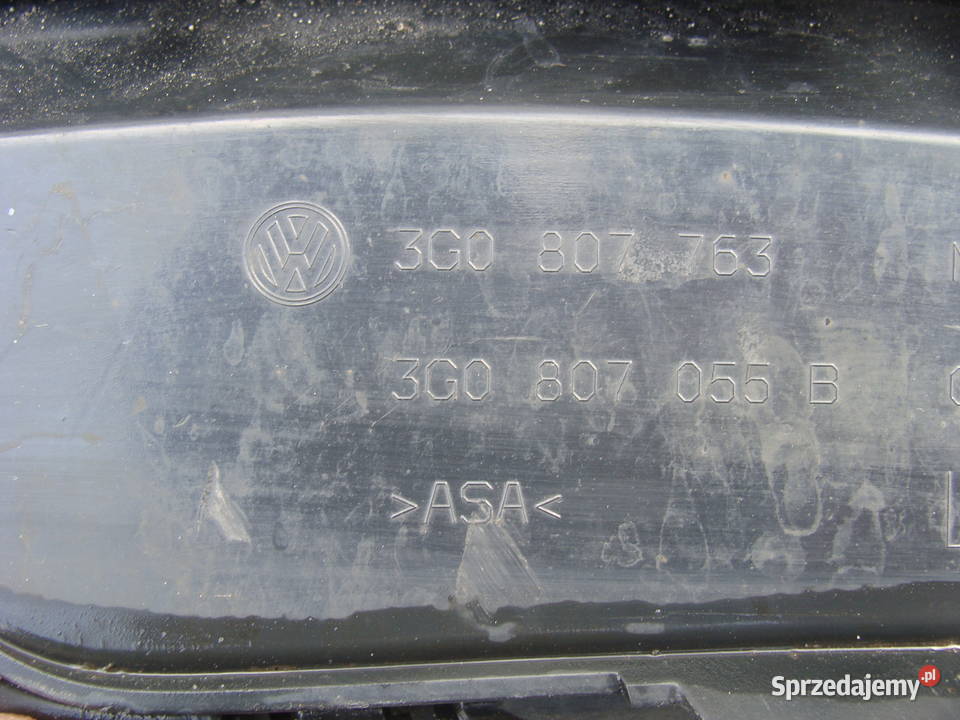 3G0 807 763
3G0 807 055 B
>ASA<
Sprzedajemy.pl